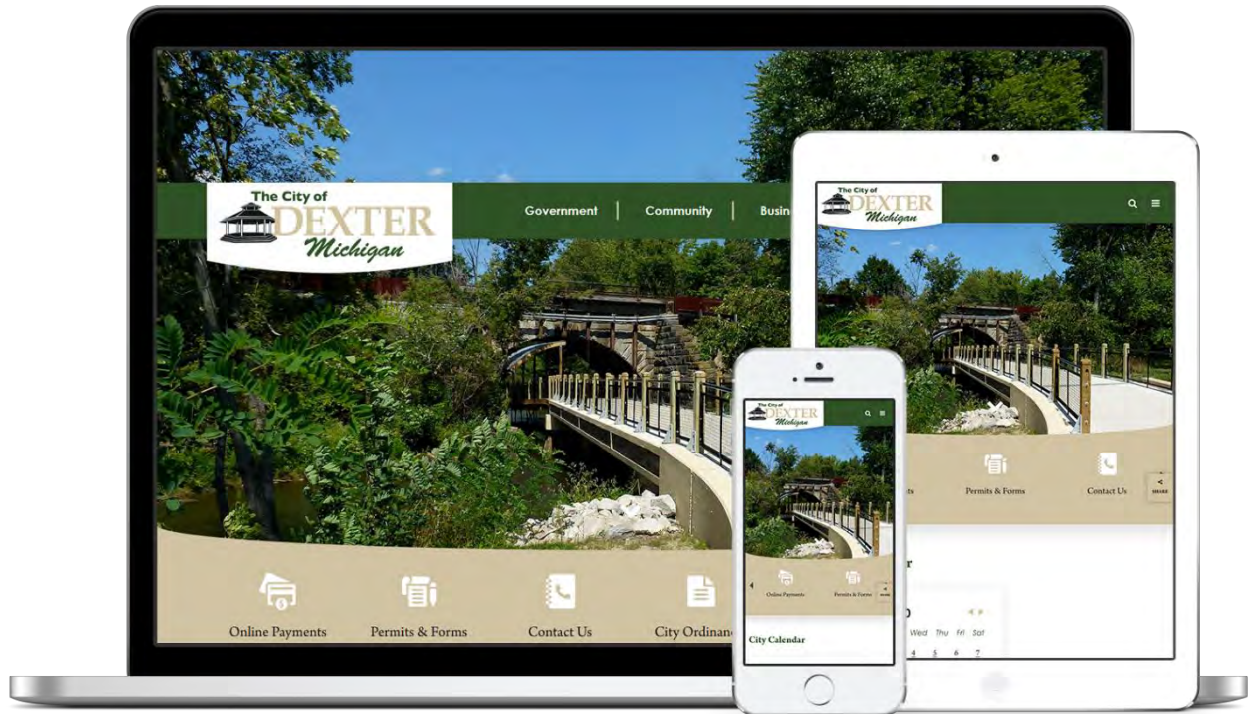 The City of
DEXTER
Michigan
Government
Community
Online Payments
Permits & Forms
Contact Us
The City of
DEXTER
Michigan
Permits & Forms
Contact Us
SHARE
Wed Thu Fri Sat
4 5 6 7
The City of
DEXTER
Michigan
Online Payments
Permits & Forms
City Calendar